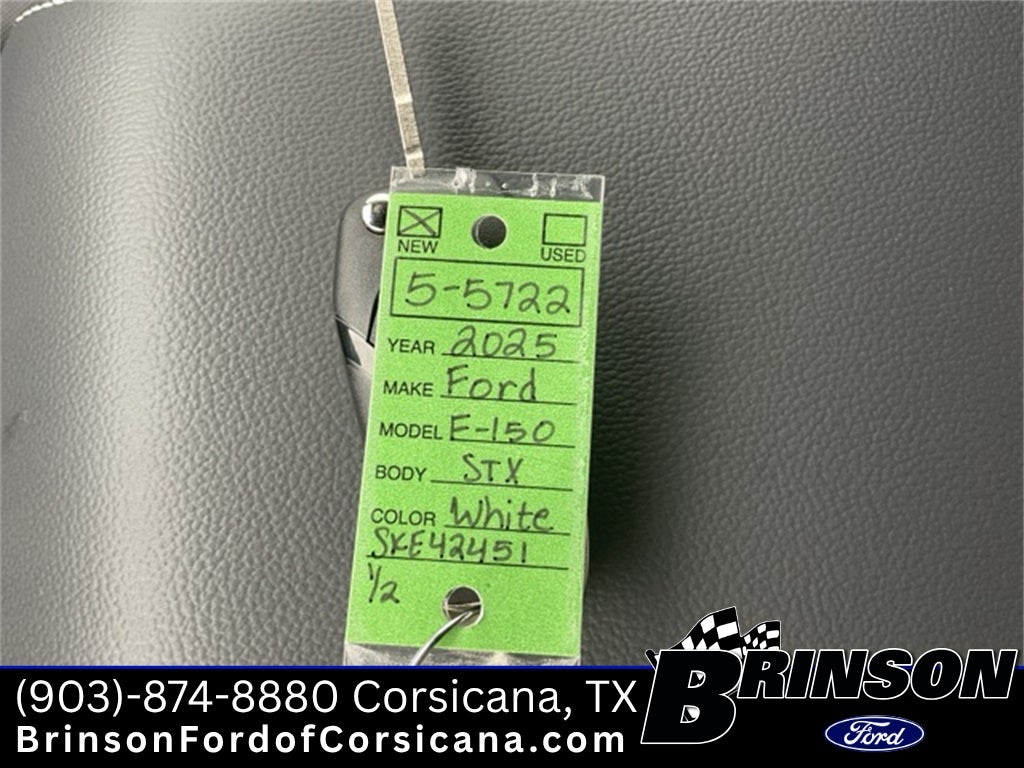 NEW USED
5-5722
YEAR 2025
MAKE Ford
MODEL F-150
BODY STX
COLOR White
SKE42451
1/2
(903)-874-8880 Corsicana, TX
BrinsonFordofCorsicana.com
BRINSON
Ford